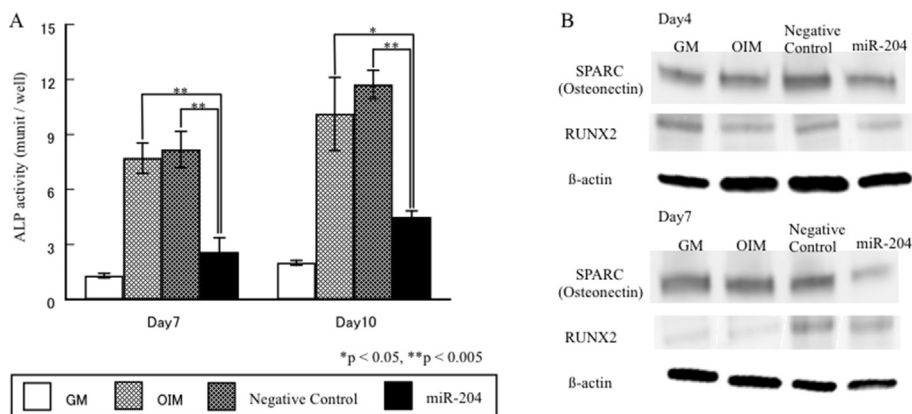 A
ALP activity (munit / well)
15
12
9
6
3
0
*
**
**
**
Day7
Day10
*p < 0.05, **p < 0.005
GM
OIM
Negative Control
miR-204
B
Day4
GM
OIM
Negative
Control
miR-204
SPARC
(Osteonectin)
RUNX2
ß-actin
Day7
GM
OIM
Negative
Control
miR-204
SPARC
(Osteonectin)
RUNX2
ß-actin